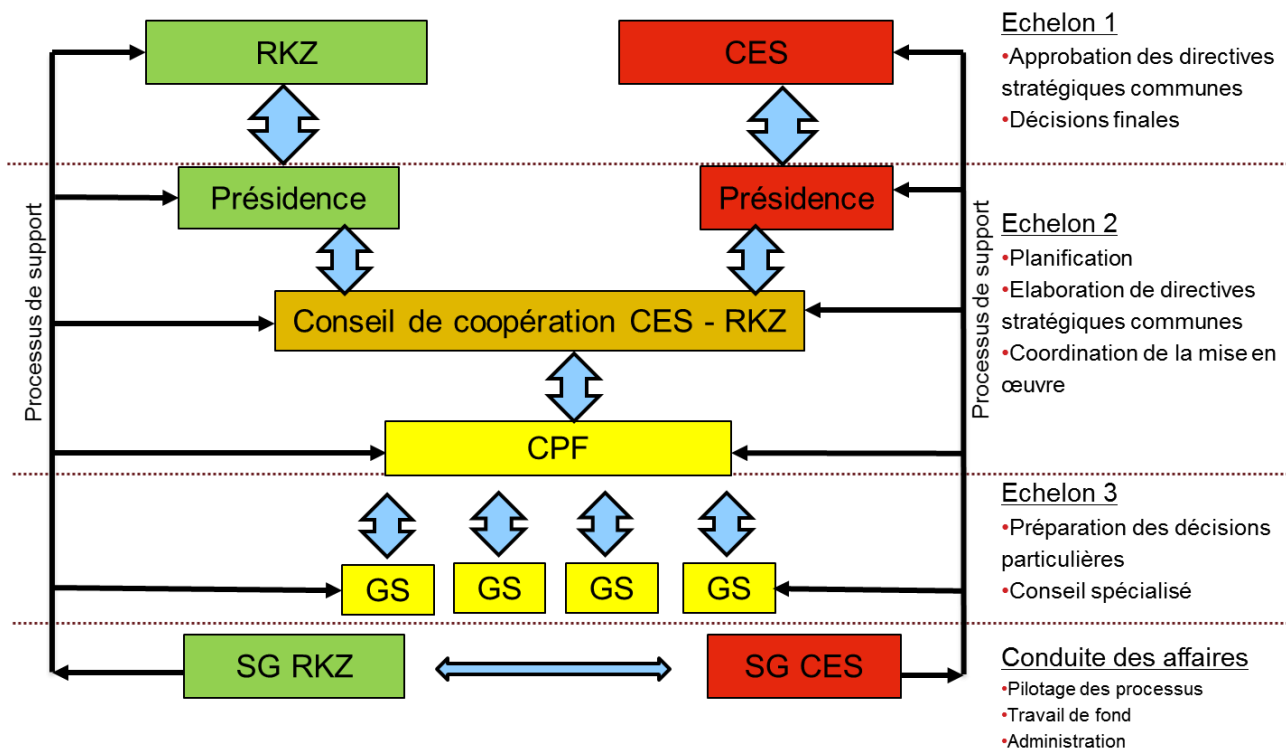 RKZ
CES
Echelon 1
•Approbation des directives
stratégiques communes
•Décisions finales
Présidence
Présidence
Processus de support
Processus de support
Echelon 2
•Planification
•Elaboration de directives
stratégiques communes
•Coordination de la mise en
œuvre
Conseil de coopération CES - RKZ
CPF
Echelon 3
•Préparation des décisions
particulières
•Conseil spécialisé
GS
GS
GS
GS
SG RKZ
SG CES
Conduite des affaires
•Pilotage des processus
•Travail de fond
•Administration